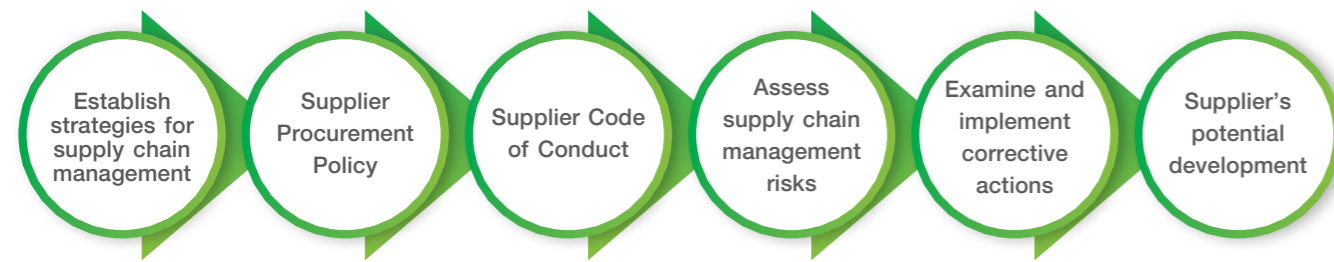 Establish
strategies for
supply chain
management
Supplier
Procurement
Policy
Supplier Code
of Conduct
Assess
supply chain
management
risks
Examine and
implement
corrective
actions
Supplier’s
potential
development